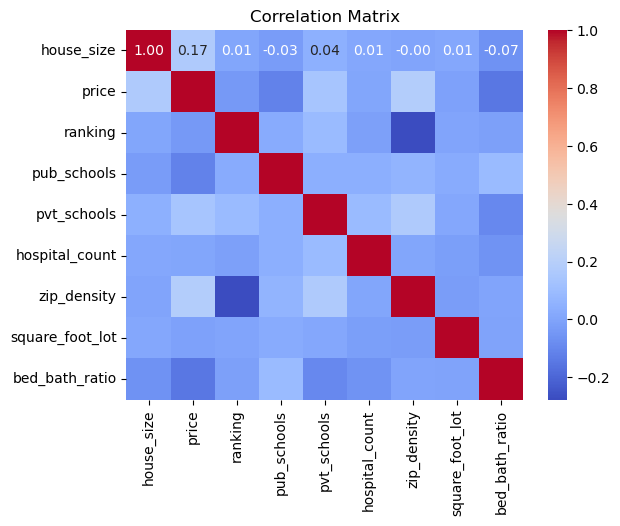 Correlation Matrix
house_size 1.00 0.17 0.01 -0.03 0.04 0.01 -0.00 0.01 -0.07
price
ranking
pub_schools
pvt_schools
hospital_count
zip_density
square_foot_lot
bed_bath_ratio
house_size
price
ranking
pub_schools
pvt_schools
hospital_count
zip_density
square_foot_lot
bed_bath_ratio
1.0
0.8
0.6
0.4
0.2
0.0
−0.2